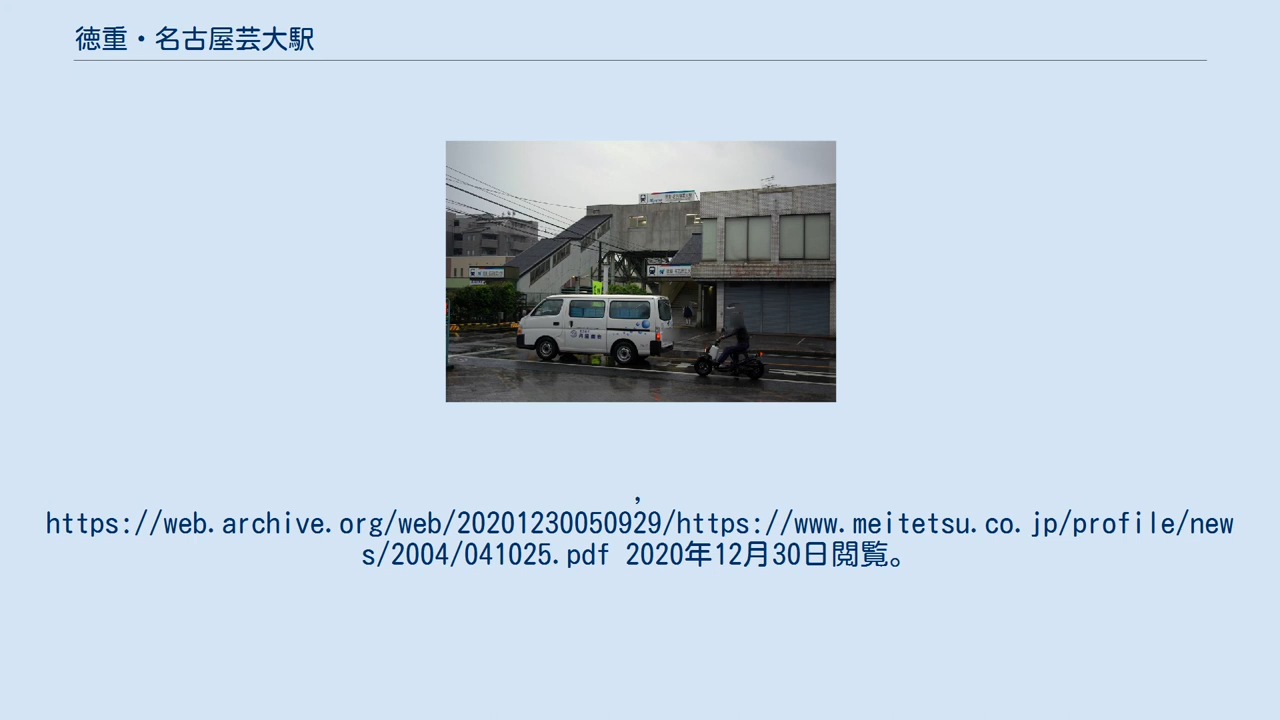 徳重・名古屋芸大駅
,
https://web.archive.org/web/20201230050929/https://www.meitetsu.co.jp/profile/new
s/2004/041025.pdf 2020年12月30日閲覧。